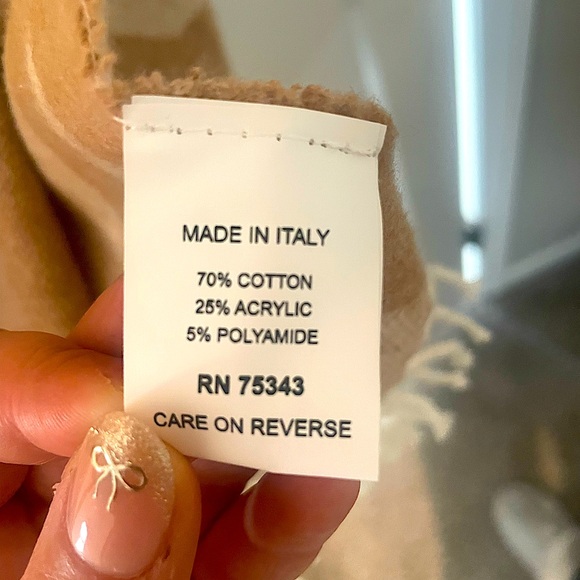 MADE IN ITALY
70% COTTON
25% ACRYLIC
5% POLYAMIDE
RN 75343
CARE ON REVERSE